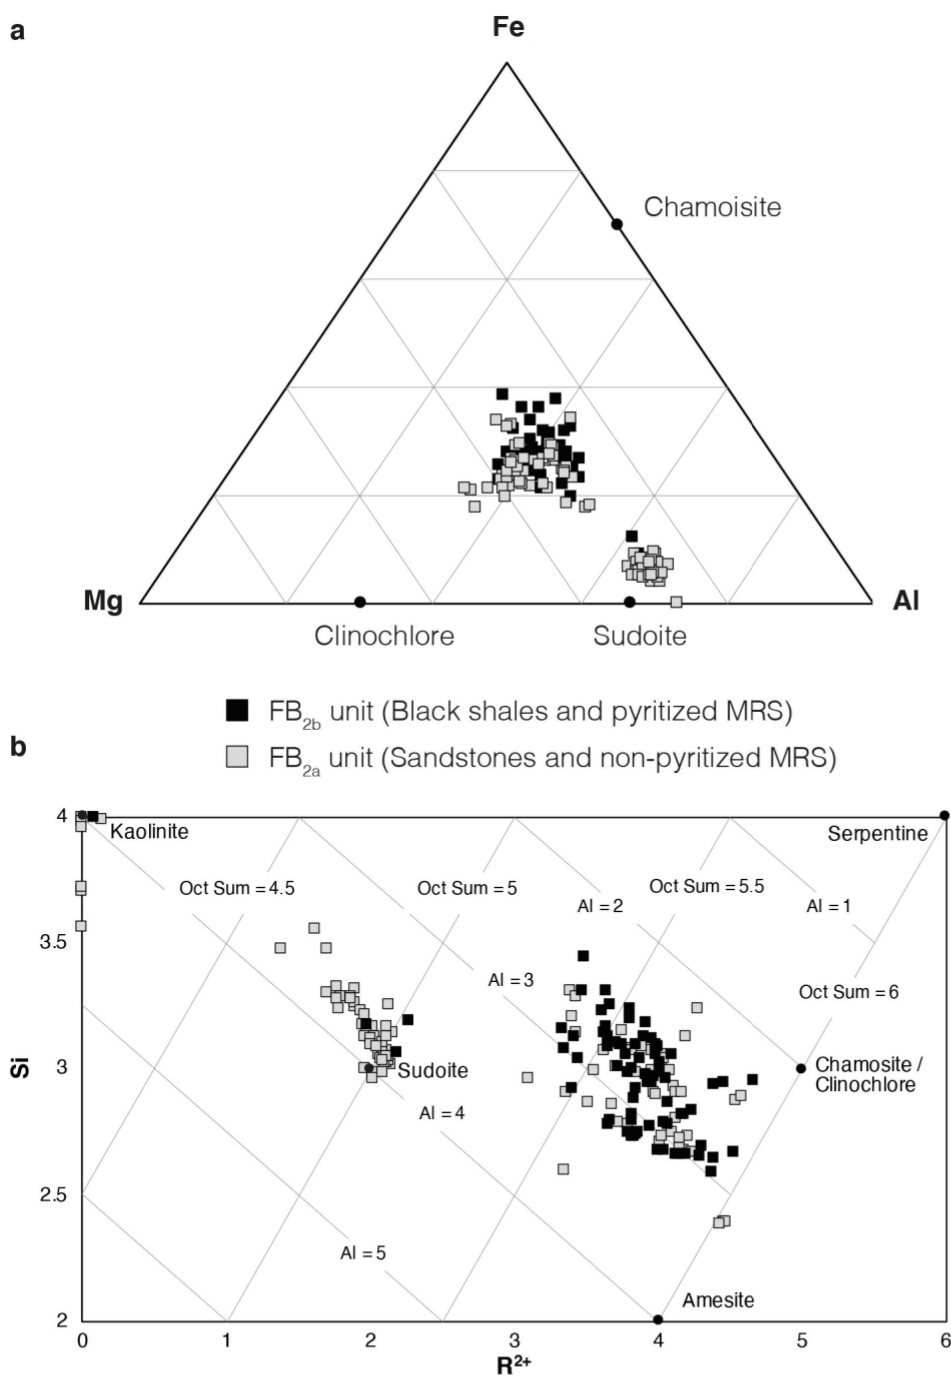 a
Fe
Chamoisite
Mg
Al
Clinochlore
Sudoite
FB2b unit (Black shales and pyritized MRS)
FB2a unit (Sandstones and non-pyritized MRS)
b
4
Kaolinite
Serpentine
Oct Sum = 4.5
Oct Sum = 5
Oct Sum = 5.5
Al = 2
Al = 1
3.5
Al = 3
Oct Sum = 6
Si
3
Sudoite
Chamosite /
Clinochlore
Al = 4
2.5
Al = 5
Amesite
2
0 1 2 3 4 5 6
R2+